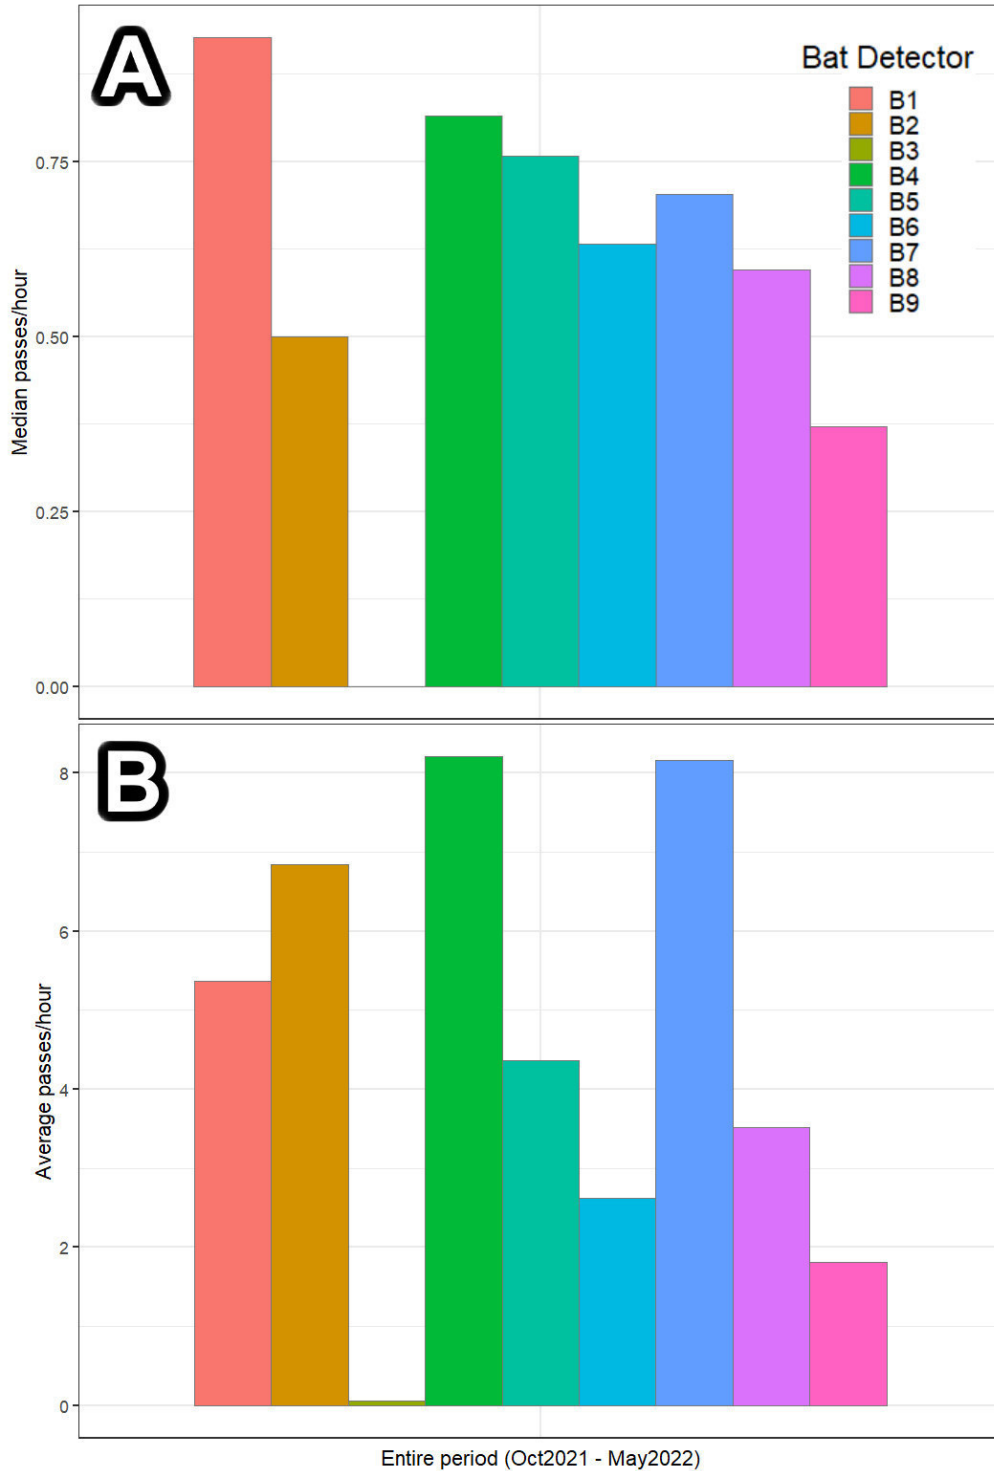 A
Bat Detector
B1
B2
B3
B4
B5
B6
B7
B8
B9
Median passes/hour
0.75
0.50
0.25
0.00
B
Average passes/hour
8
6
4
2
0
Entire period (Oct2021 - May2022)